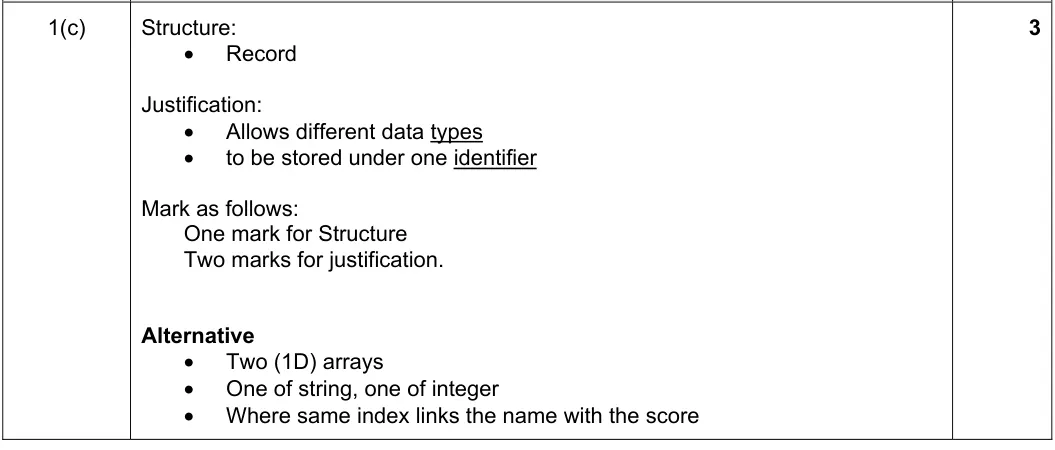 1(c) Structure: 3
• Record
Justification:
• Allows different data types
• to be stored under one identifier
Mark as follows:
One mark for Structure
Two marks for justification.
Alternative
• Two (1D) arrays
• One of string, one of integer
• Where same index links the name with the score